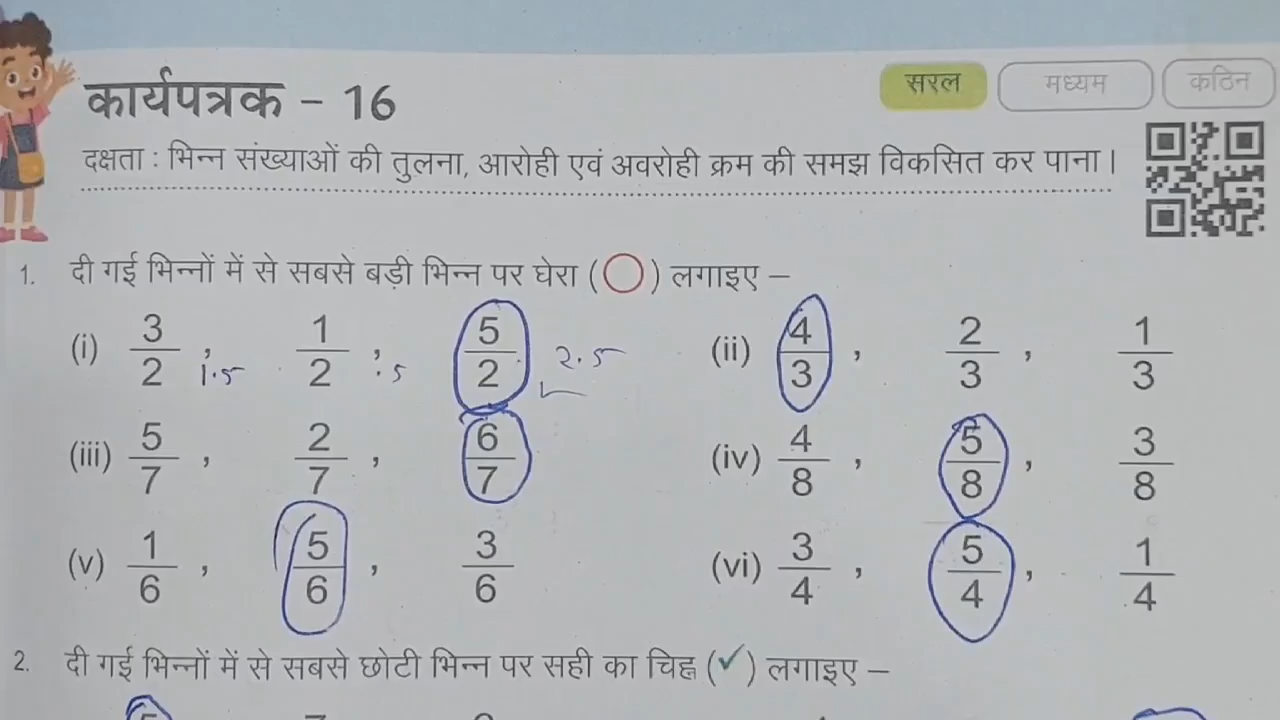 कार्यपत्रक – 16
सरल मध्यम कठिन
दक्षता : भिन्न संख्याओं की तुलना, आरोही एवं अवरोही क्रम की समझ विकसित कर पाना।
1. दी गई भिन्नों में से सबसे बड़ी भिन्न पर घेरा (◯) लगाइए –
(i) 3/2 , 1.5 1/2 , .5 5/2 2.5 (ii) 4/3 , 2/3 , 1/3
(iii) 5/7 , 2/7 , 6/7 (iv) 4/8 , 5/8 , 3/8
(v) 1/6 , 5/6 , 3/6 (vi) 3/4 , 5/4 , 1/4
2. दी गई भिन्नों में से सबसे छोटी भिन्न पर सही का चिह्न (✓) लगाइए –